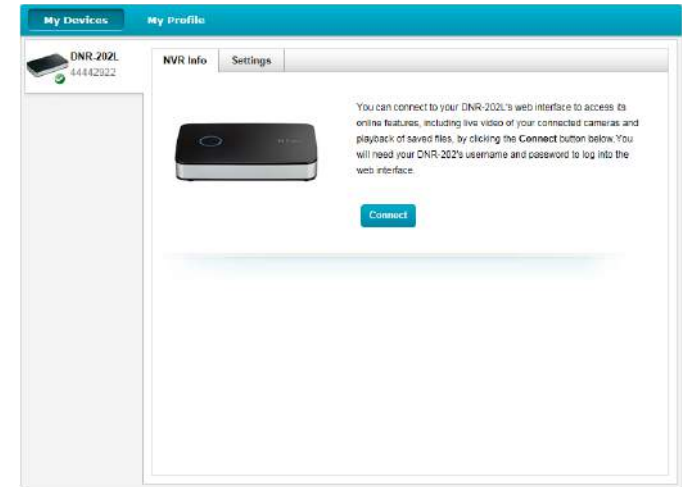 My Devices
My Profile
DNR-202L
44442922
NVR Info
Settings
You can connect to your DNR-202L's web interface to access its
online features, including live video of your connected cameras and
playback of saved files, by clicking the Connect button below. You
will need your DNR-202's username and password to log into the
web interface.
Connect